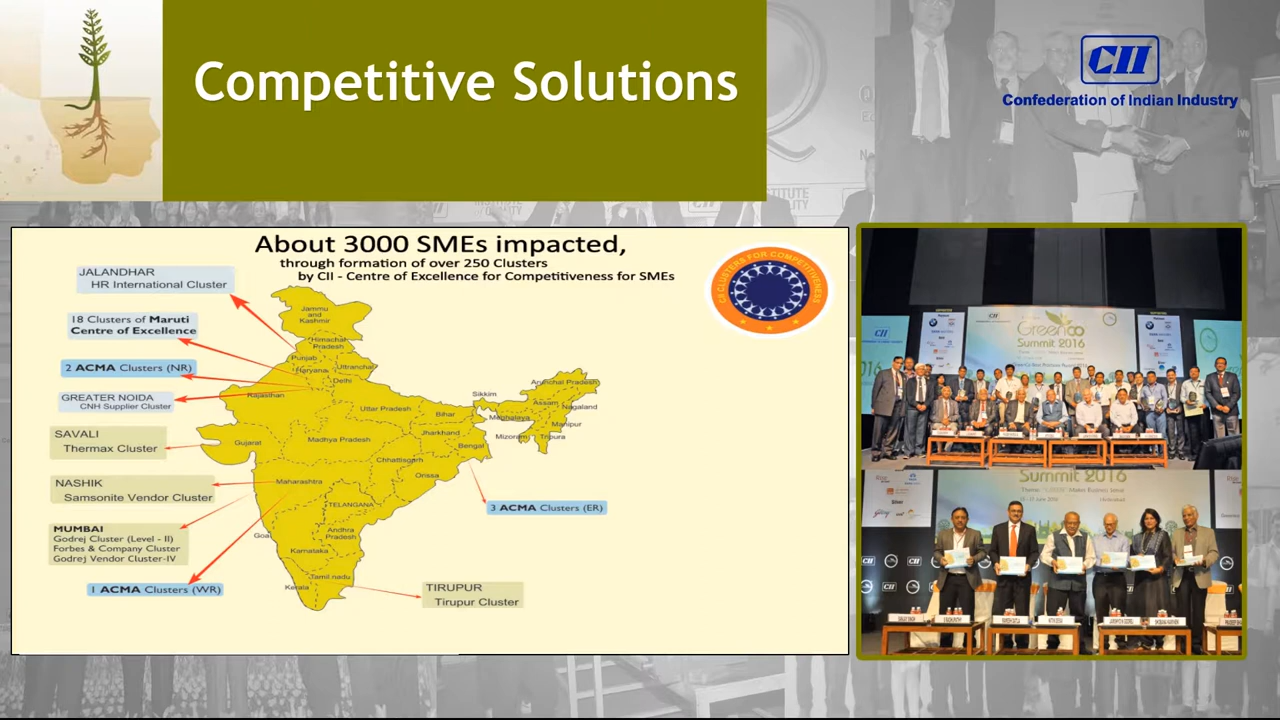 Competitive Solutions
CII
Confederation of Indian Industry
About 3000 SMEs impacted,
through formation of over 250 Clusters
by CII - Centre of Excellence for Competitiveness for SMEs
CII CLUSTERS FOR COMPETITIVENESS
JALANDHAR
HR International Cluster
18 Clusters of Maruti
Centre of Excellence
2 ACMA Clusters (NR)
GREATER NOIDA
CNH Supplier Cluster
SAVALI
Thermax Cluster
NASHIK
Samsonite Vendor Cluster
MUMBAI
Godrej Cluster (Level - II)
Forbes & Company Cluster
Godrej Vendor Cluster-IV
1 ACMA Clusters (WR)
3 ACMA Clusters (ER)
TIRUPUR
Tirupur Cluster
Jammu
and
Kashmir
Himachal
Pradesh
Punjab
Uttranchal
Haryana
Delhi
Rajasthan
Uttar Pradesh
Bihar
Sikkim
Arunchal Pradesh
Assam
Nagaland
Meghalaya
Manipur
Mizoram
Tripura
Gujarat
Madhya Pradesh
Jharkhand
Bengal
Chhattisgarh
Orissa
Maharashtra
TELANGANA
Goa
Andhra
Pradesh
Karnataka
Tamil nadu
Kerala
CII
GreenCo
Summit 2016
Summit 2016
CII